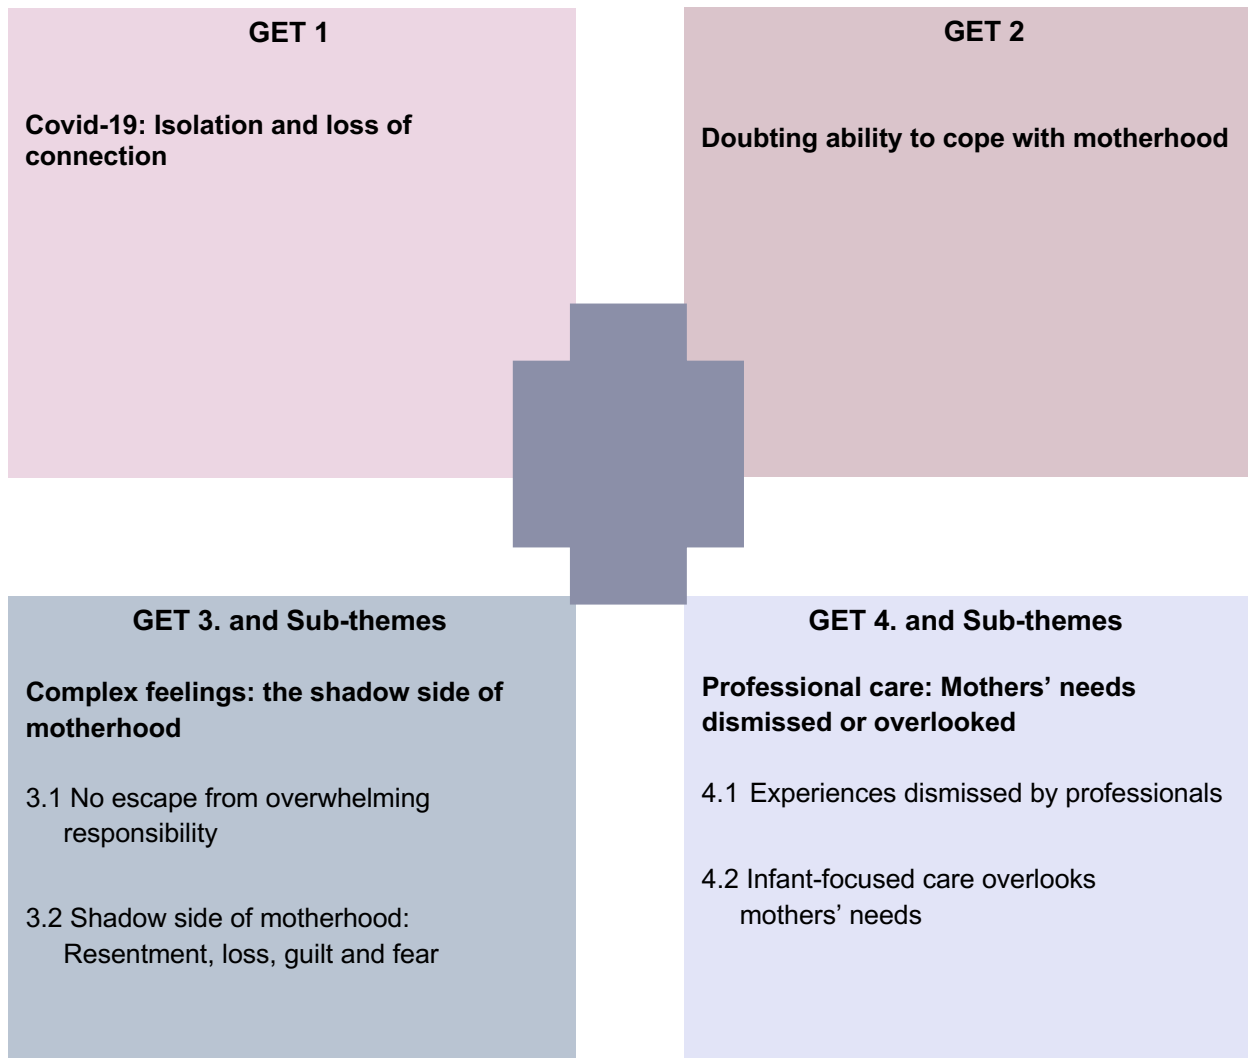 GET 1
Covid-19: Isolation and loss of
connection
GET 2
Doubting ability to cope with motherhood
GET 3. and Sub-themes
Complex feelings: the shadow side of
motherhood
3.1 No escape from overwhelming
responsibility
3.2 Shadow side of motherhood:
Resentment, loss, guilt and fear
GET 4. and Sub-themes
Professional care: Mothers’ needs
dismissed or overlooked
4.1 Experiences dismissed by professionals
4.2 Infant-focused care overlooks
mothers’ needs